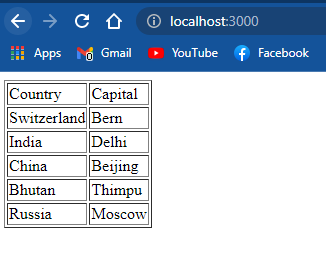 localhost:3000
Apps Gmail YouTube Facebook
Country Capital
Switzerland Bern
India Delhi
China Beijing
Bhutan Thimpu
Russia Moscow